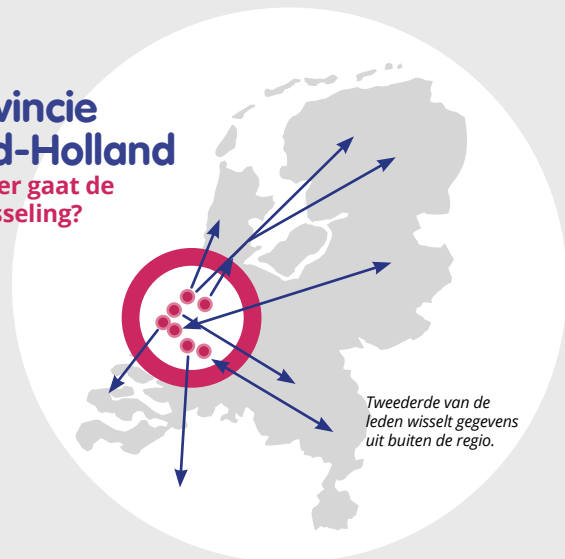 vincie
d-Holland
er gaat de
sseling?
Tweederde van de
leden wisselt gegevens
uit buiten de regio.